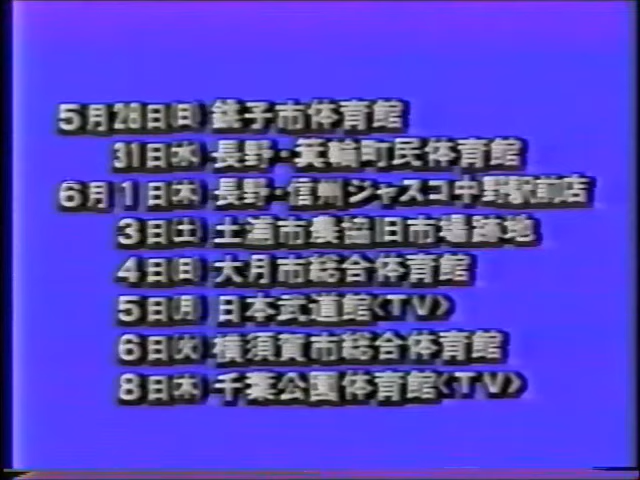 5月28日(日) 銚子市体育館
31日(水) 長野・箕輪町民体育館
6月1日(木) 長野・信州ジャスコ中野駅前店
3日(土) 土浦市農協旧市場跡地
4日(日) 大月市総合体育館
5日(月) 日本武道館<TV>
6日(火) 横須賀市総合体育館
8日(木) 千葉公園体育館<TV>